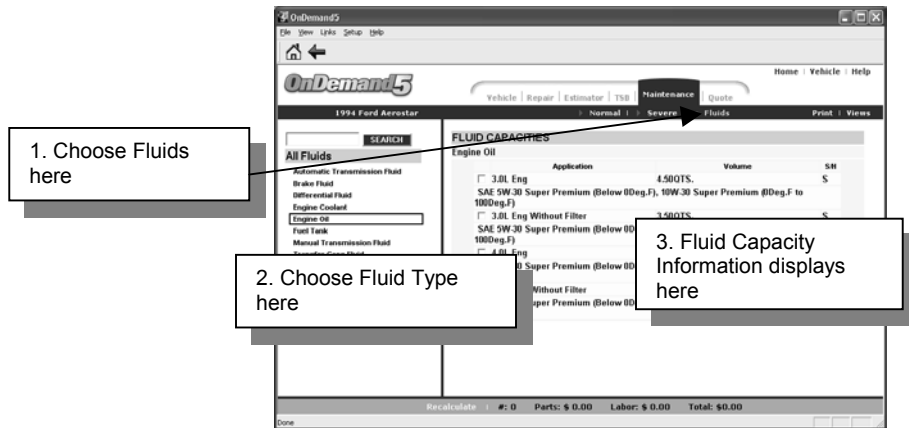 OnDemand5
File View Links Setup Help
OnDemand5
Home | Vehicle | Help
Vehicle | Repair | Estimator | TSB | Maintenance | Quote
1994 Ford Aerostar
Normal | Severe Fluids
Print | Views
SEARCH
All Fluids
Automatic Transmission Fluid
Brake Fluid
Differential Fluid
Engine Coolant
Engine Oil
Fuel Tank
Manual Transmission Fluid
FLUID CAPACITIES
Engine Oil
Application Volume S/H
3.0L Eng 4.50QTS. S
SAE 5W-30 Super Premium (Below 0Deg.F), 10W-30 Super Premium (0Deg.F to
100Deg.F)
3.0L Eng Without Filter 3.50QTS. S
SAE 5W-30 Super Premium (Below 0D
100Deg.F)
4.0L Eng
0 Super Premium (Below 0D
Without Filter
uper Premium (Below 0D
1. Choose Fluids
here
2. Choose Fluid Type
here
3. Fluid Capacity
Information displays
here
Recalculate | #: 0 Parts: $ 0.00 Labor: $ 0.00 Total: $0.00
Done